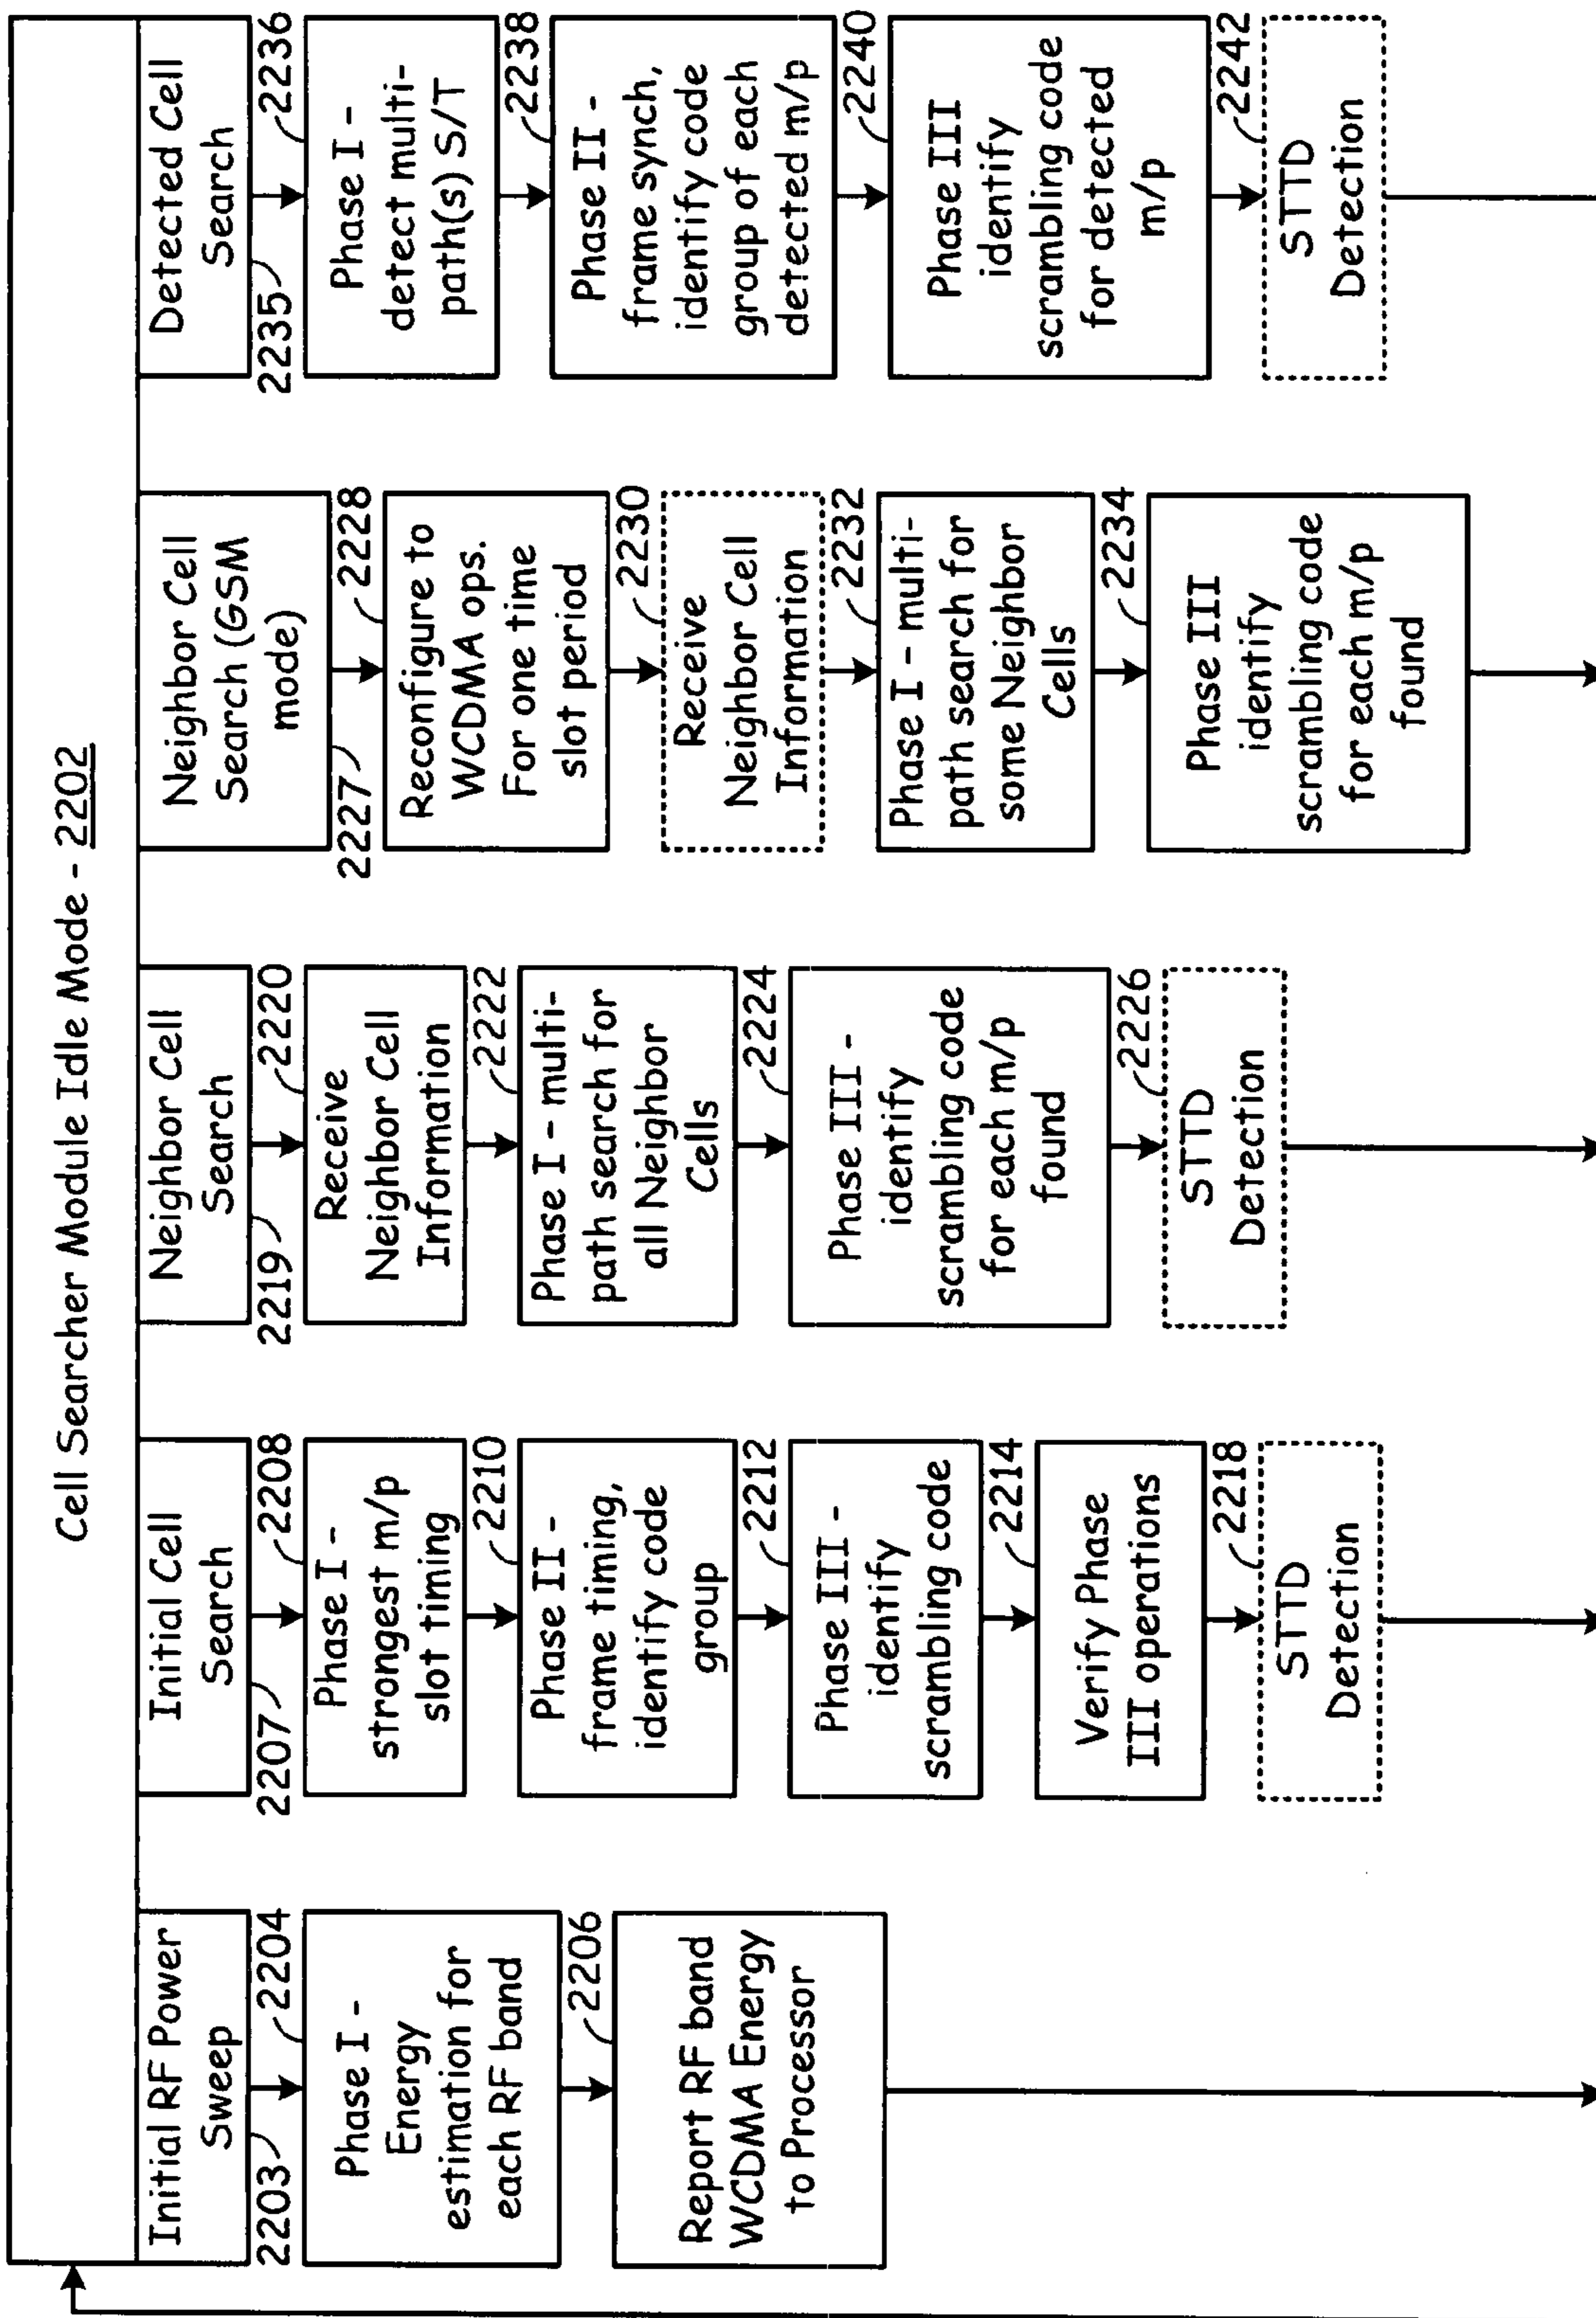 Cell Searcher Module Idle Mode - 2202
Initial RF Power
Sweep
2203
2204
Phase I -
Energy
estimation for
each RF band
2206
Report RF band
WCDMA Energy
to Processor
Initial Cell
Search
2207
2208
Phase I -
strongest m/p
slot timing
2210
Phase II -
frame timing,
identify code
group
2212
Phase III -
identify
scrambling code
2214
Verify Phase
III operations
2218
STTD
Detection
Neighbor Cell
Search
2219
2220
Receive
Neighbor Cell
Information
2222
Phase I - multi-
path search for
all Neighbor
Cells
2224
Phase III -
identify
scrambling code
for each m/p
found
2226
STTD
Detection
Neighbor Cell
Search (GSM
mode)
2227
2228
Reconfigure to
WCDMA ops.
For one time
slot period
2230
Receive
Neighbor Cell
Information
2232
Phase I - multi-
path search for
some Neighbor
Cells
2234
Phase III
identify
scrambling code
for each m/p
found
Detected Cell
Search
2235
2236
Phase I -
detect multi-
path(s) S/T
2238
Phase II -
frame synch,
identify code
group of each
detected m/p
2240
Phase III
identify
scrambling code
for detected
m/p
2242
STTD
Detection